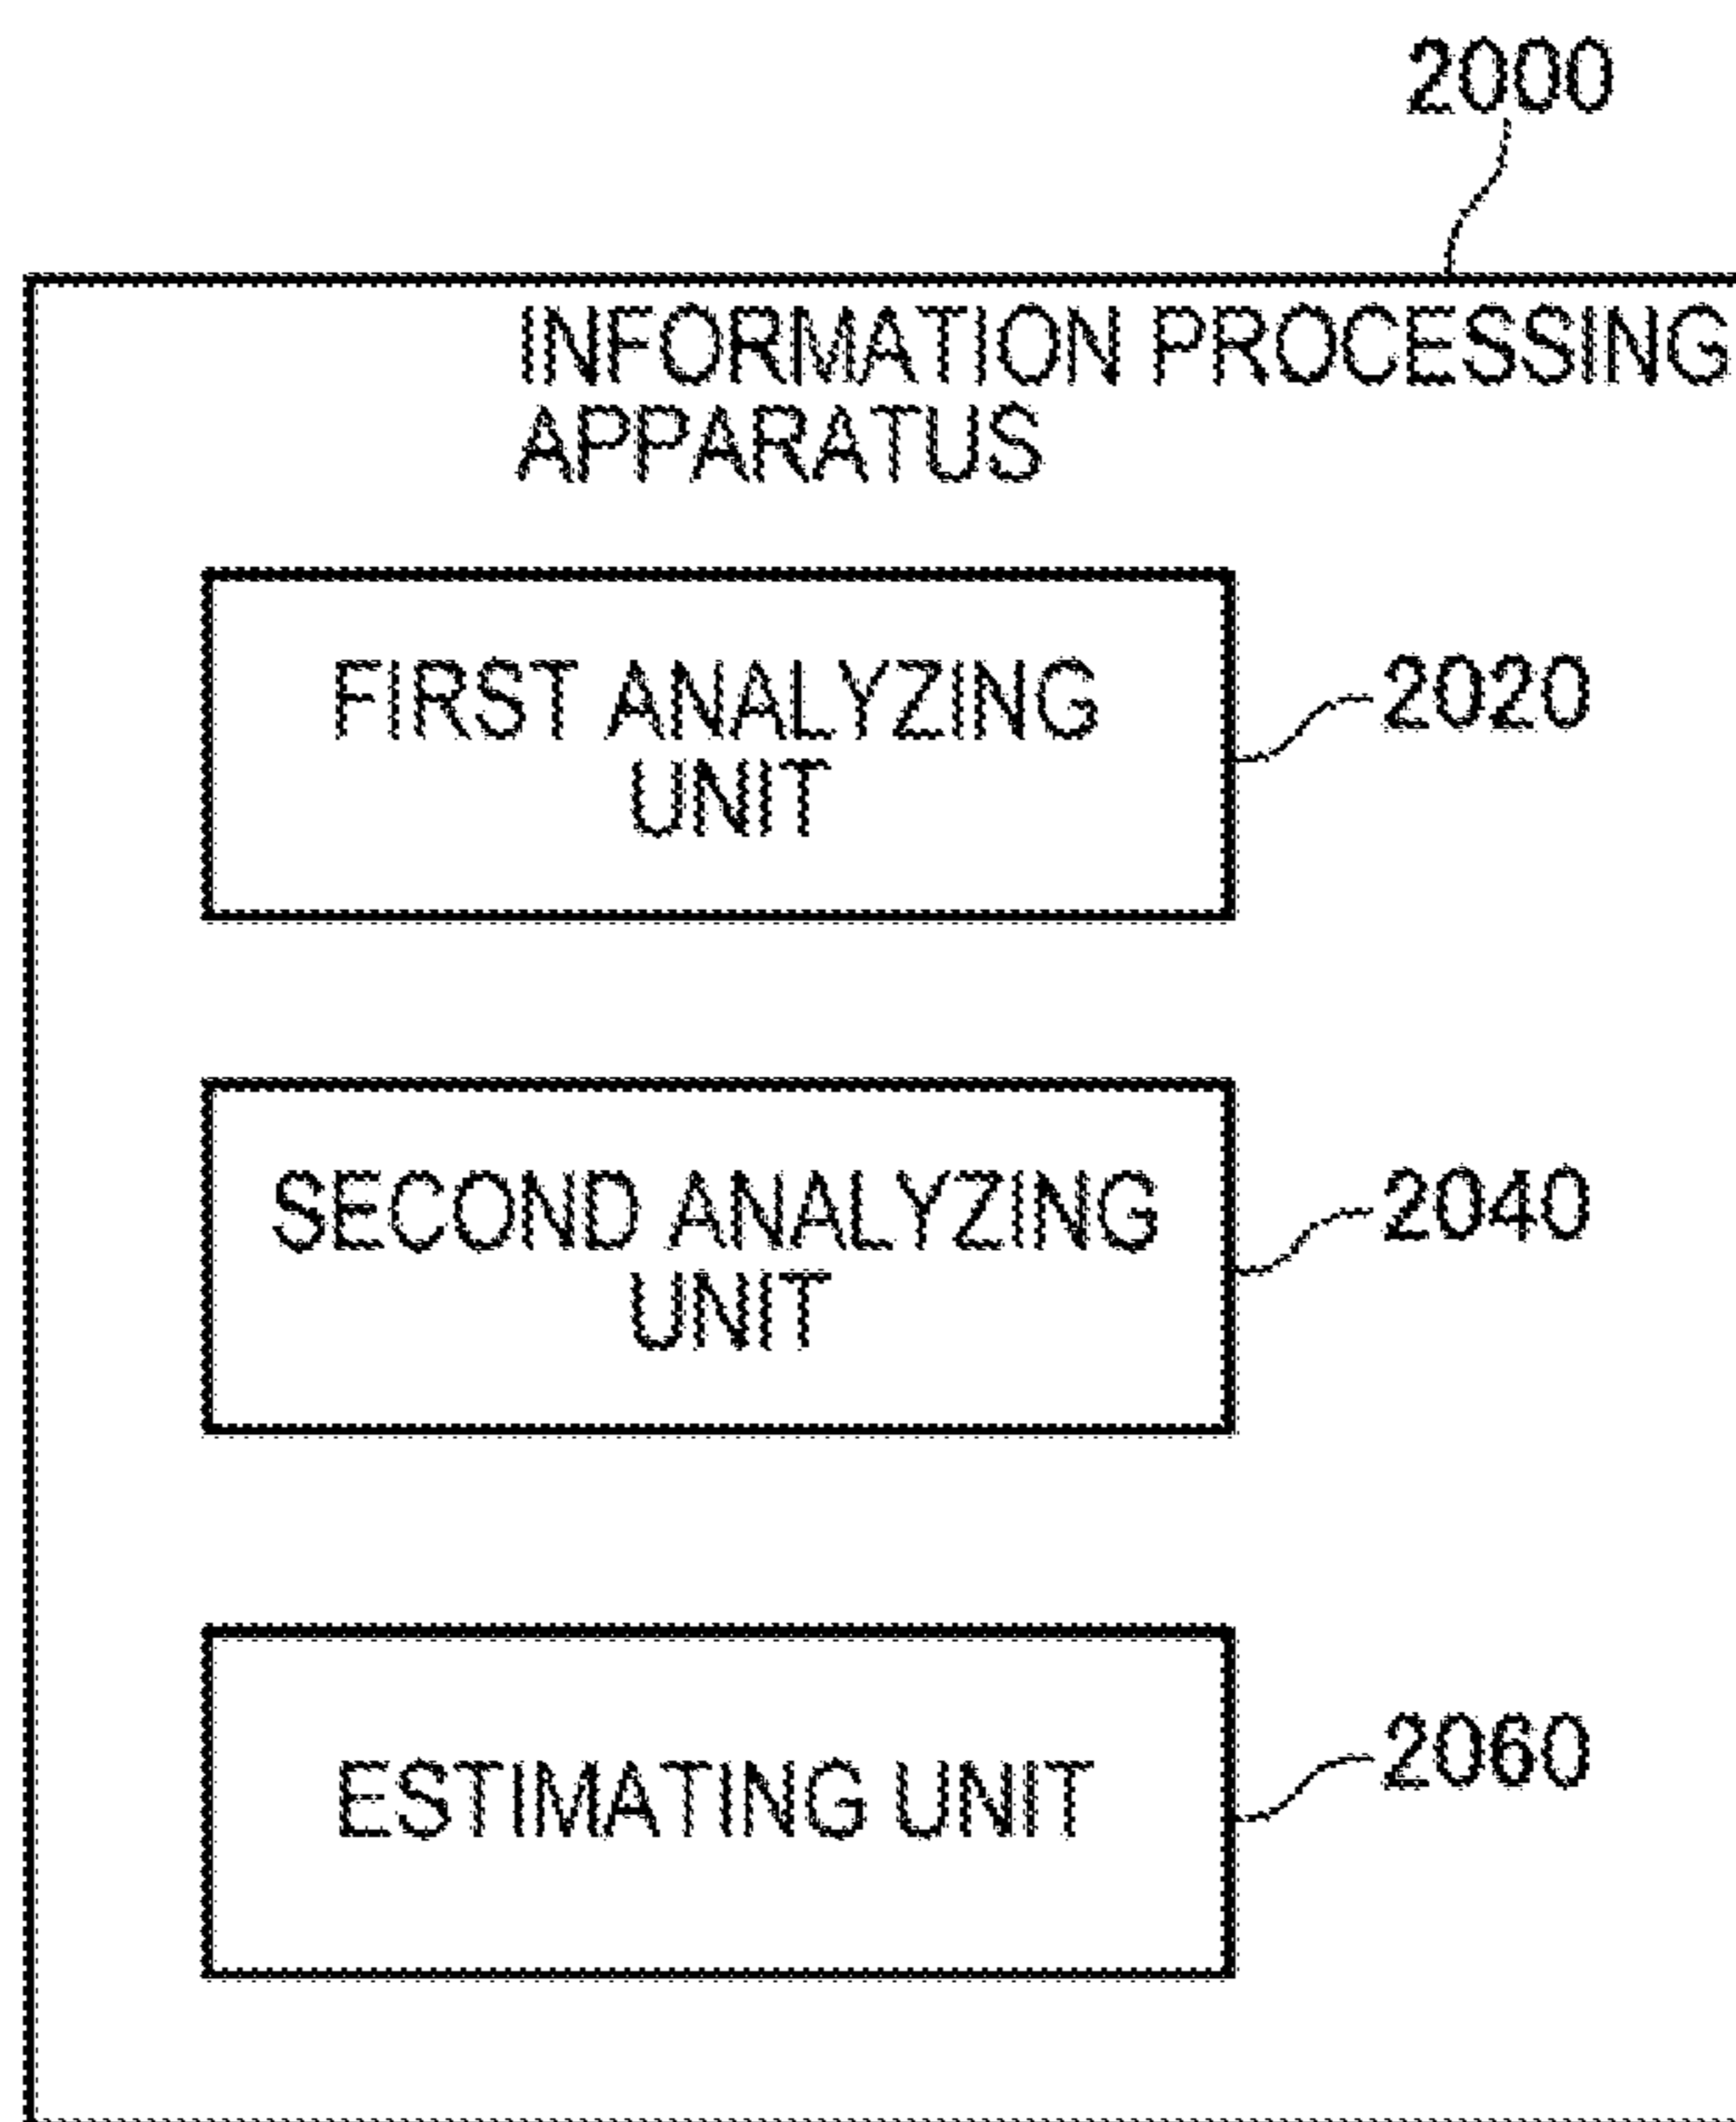 2000
INFORMATION PROCESSING
APPARATUS
FIRST ANALYZING
UNIT
2020
SECOND ANALYZING
UNIT
2040
ESTIMATING UNIT
2060